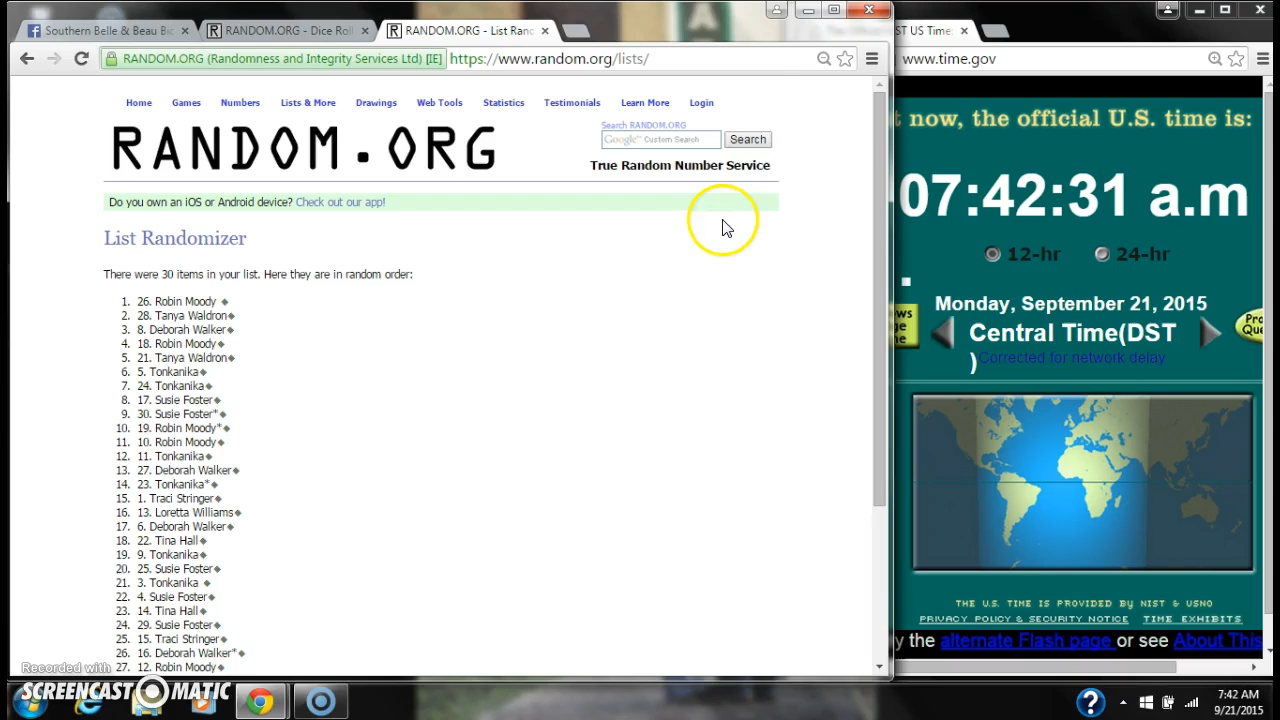 Southern Belle & Beau Bo
RANDOM.ORG - Dice Roll
RANDOM.ORG - List Rand
ST US Time:
RANDOM.ORG (Randomness and Integrity Services Ltd) [IE]
https://www.random.org/lists/
www.time.gov
Home Games Numbers Lists & More Drawings Web Tools Statistics Testimonials Learn More Login
Search RANDOM.ORG
RANDOM.ORG
Google™ Custom Search
Search
True Random Number Service
Do you own an iOS or Android device? Check out our app!
List Randomizer
There were 30 items in your list. Here they are in random order:
1. 26. Robin Moody ◆
2. 28. Tanya Waldron◆
3. 8. Deborah Walker◆
4. 18. Robin Moody◆
5. 21. Tanya Waldron◆
6. 5. Tonkanika◆
7. 24. Tonkanika◆
8. 17. Susie Foster◆
9. 30. Susie Foster*◆
10. 19. Robin Moody*◆
11. 10. Robin Moody◆
12. 11. Tonkanika◆
13. 27. Deborah Walker◆
14. 23. Tonkanika*◆
15. 1. Traci Stringer◆
16. 13. Loretta Williams◆
17. 6. Deborah Walker◆
18. 22. Tina Hall◆
19. 9. Tonkanika◆
20. 25. Susie Foster◆
21. 3. Tonkanika ◆
22. 4. Susie Foster◆
23. 14. Tina Hall◆
24. 29. Susie Foster◆
25. 15. Traci Stringer◆
26. 16. Deborah Walker*◆
27. 12. Robin Moody◆
t now, the official U.S. time is:
07:42:31 a.m
12-hr 24-hr
Monday, September 21, 2015
Central Time(DST
)Corrected for network delay
ws
ge
me
Pro
Que
THE U.S. TIME IS PROVIDED BY NIST & USNO
PRIVACY POLICY & SECURITY NOTICE TIME EXHIBITS
y the alternate Flash page or see About This
Recorded with
SCREENCAST MATIC
7:42 AM
9/21/2015